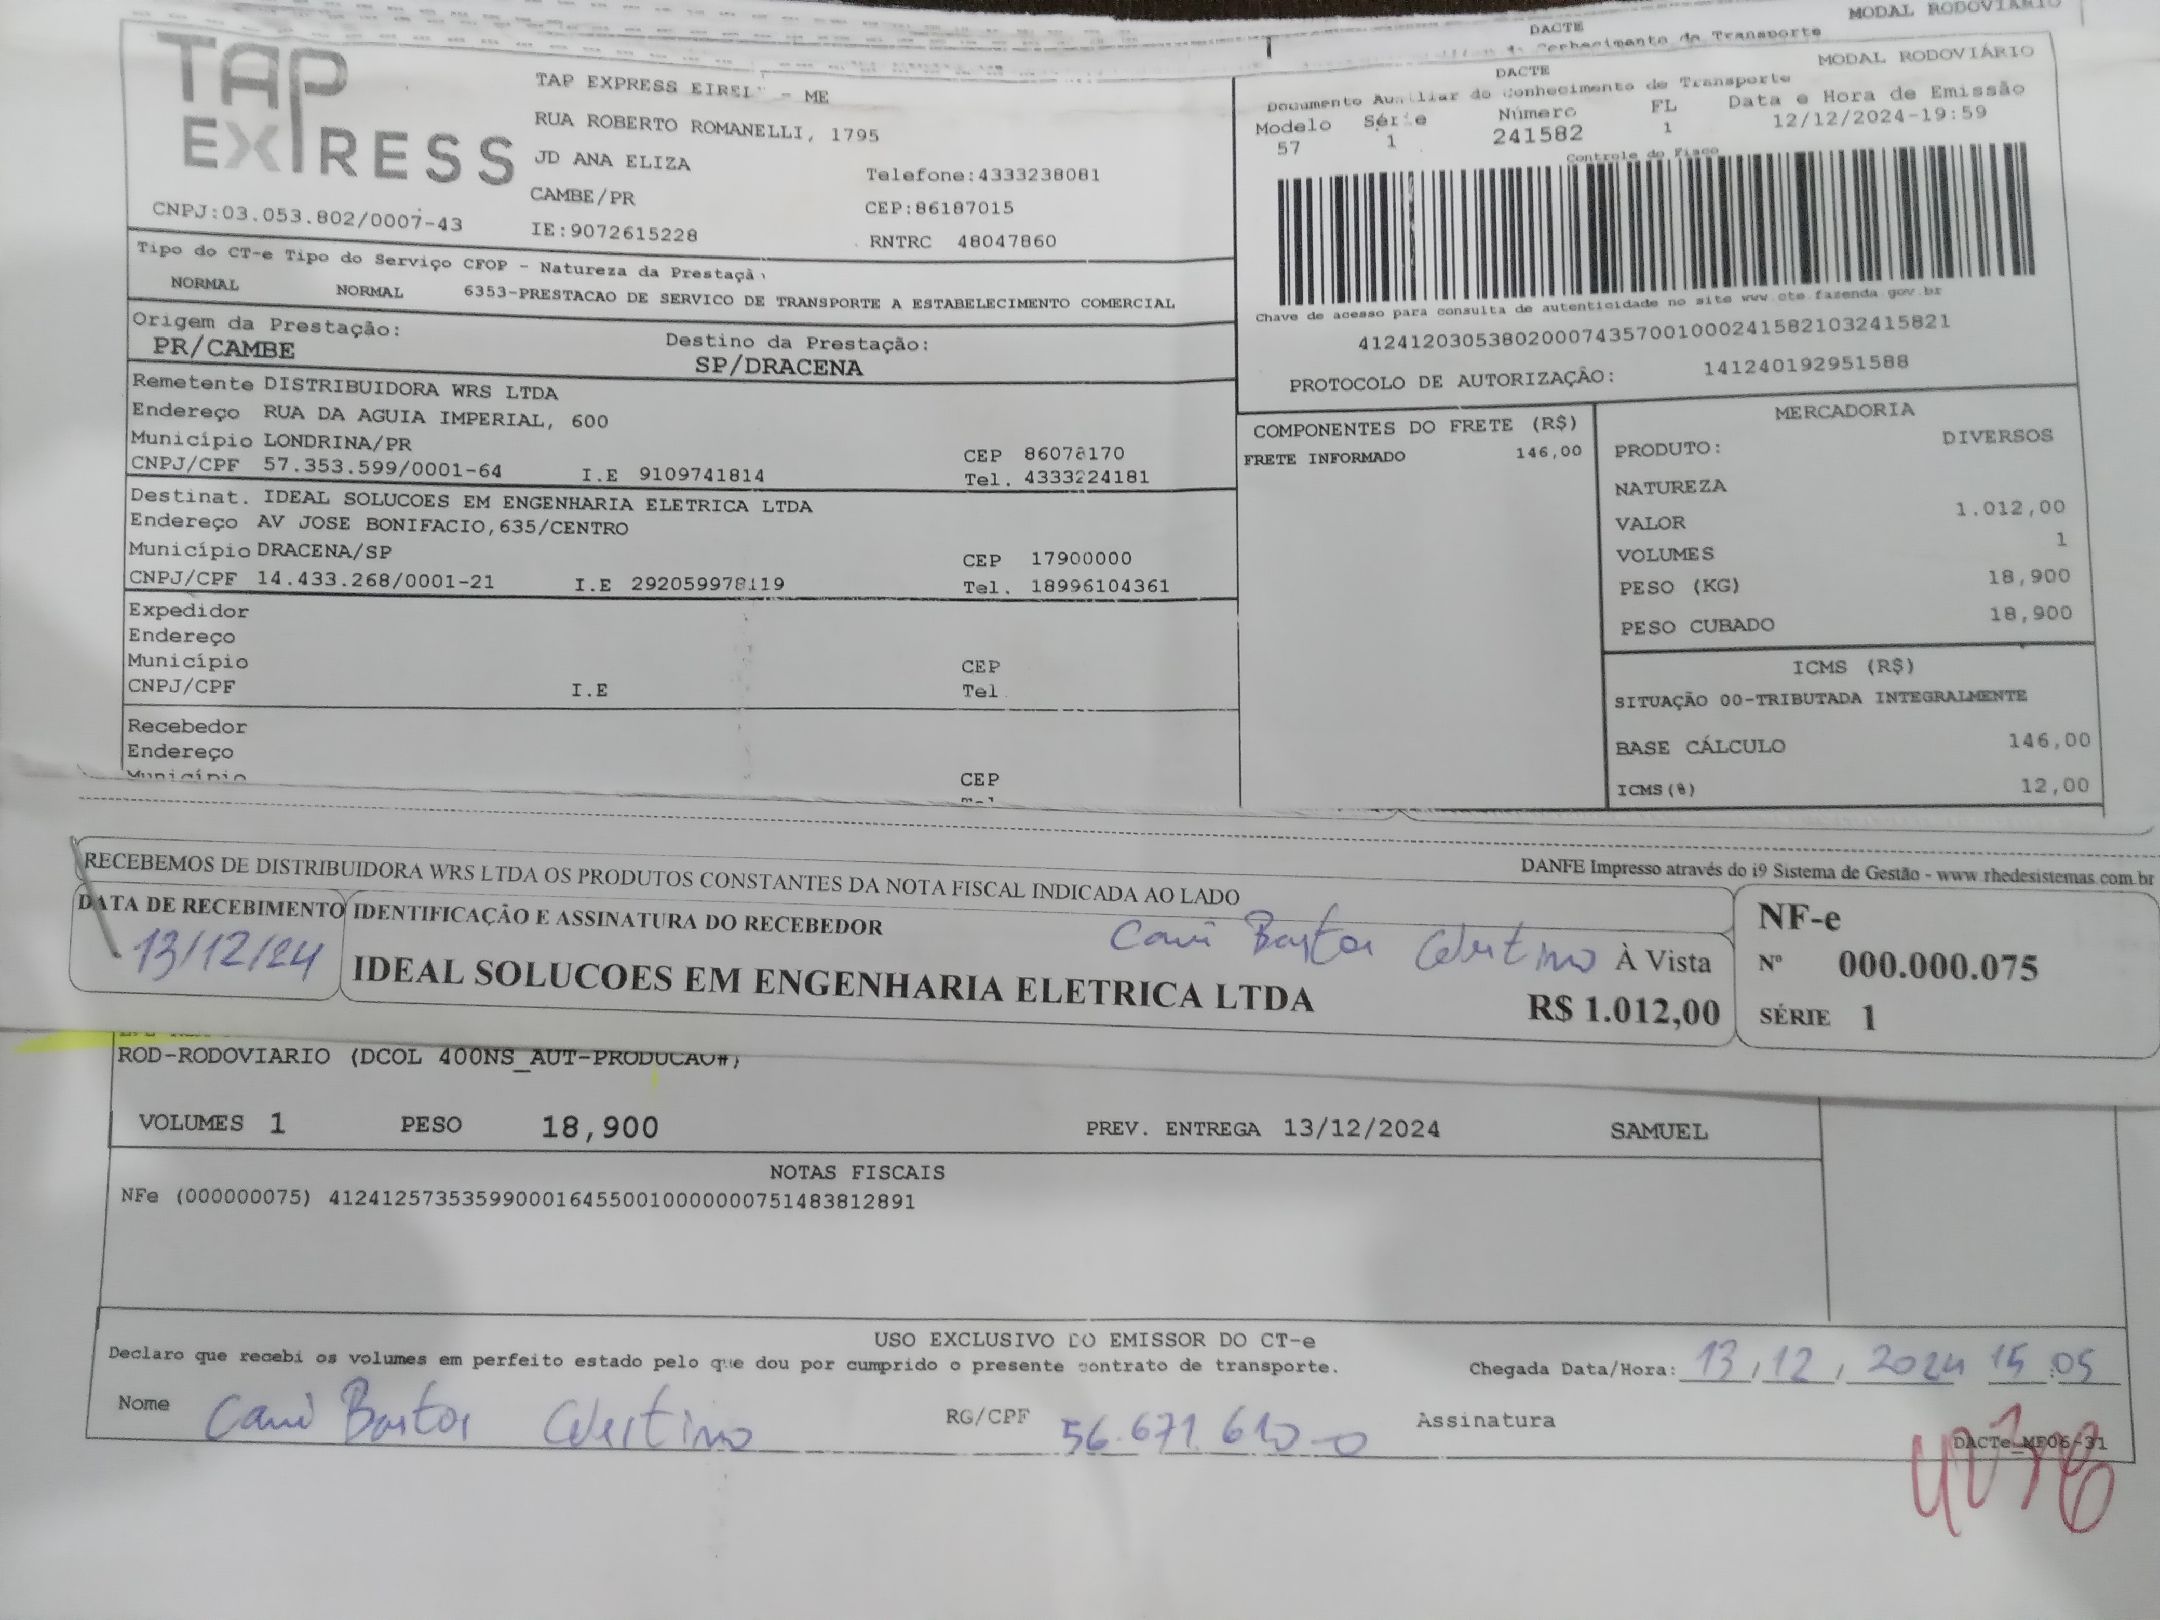 MODAL RODOVIÁRIO
DACTE
Conhecimento de Transporte
TAP EXPRESS
TAP EXPRESS EIREL - ME
RUA ROBERTO ROMANELLI, 1795
JD ANA ELIZA
Telefone:4333238081
CAMBE/PR
CEP:86187015
CNPJ:03.053.802/0007-43
IE:9072615228
RNTRC 48047860
MODAL RODOVIÁRIO
DACTE
Documento Auxiliar do Conhecimento de Transporte
Modelo Série Número FL Data e Hora de Emissão
57 1 241582 1 12/12/2024-19:59
Controle do Fisco
Chave de acesso para consulta de autenticidade no site www.cte.fazenda.gov.br
41241203053802000743570010002415821032415821
PROTOCOLO DE AUTORIZAÇÃO: 141240192951588
Tipo do CT-e Tipo do Serviço CFOP - Natureza da Prestaçã
NORMAL NORMAL 6353-PRESTACAO DE SERVICO DE TRANSPORTE A ESTABELECIMENTO COMERCIAL
Origem da Prestação: Destino da Prestação:
PR/CAMBE SP/DRACENA
Remetente DISTRIBUIDORA WRS LTDA
Endereço RUA DA AGUIA IMPERIAL, 600
Município LONDRINA/PR CEP 86078170
CNPJ/CPF 57.353.599/0001-64 I.E 9109741814 Tel. 4333224181
Destinat. IDEAL SOLUCOES EM ENGENHARIA ELETRICA LTDA
Endereço AV JOSE BONIFACIO,635/CENTRO
Município DRACENA/SP CEP 17900000
CNPJ/CPF 14.433.268/0001-21 I.E 292059978119 Tel. 18996104361
Expedidor
Endereço
Município CEP
CNPJ/CPF I.E Tel.
Recebedor
Endereço
Município CEP
COMPONENTES DO FRETE (R$)
FRETE INFORMADO 146,00
MERCADORIA
PRODUTO: DIVERSOS
NATUREZA
VALOR 1.012,00
VOLUMES 1
PESO (KG) 18,900
PESO CUBADO 18,900
ICMS (R$)
SITUAÇÃO 00-TRIBUTADA INTEGRALMENTE
BASE CÁLCULO 146,00
ICMS(%) 12,00
DANFE Impresso através do i9 Sistema de Gestão - www.rhedesistemas.com.br
RECEBEMOS DE DISTRIBUIDORA WRS LTDA OS PRODUTOS CONSTANTES DA NOTA FISCAL INDICADA AO LADO
DATA DE RECEBIMENTO IDENTIFICAÇÃO E ASSINATURA DO RECEBEDOR
13/12/24 Cauê Bastos Celestino À Vista
IDEAL SOLUCOES EM ENGENHARIA ELETRICA LTDA R$ 1.012,00
NF-e
Nº 000.000.075
SÉRIE 1
ROD-RODOVIARIO (DCOL 400NS_AUT-PRODUCAO#)
VOLUMES 1 PESO 18,900 PREV. ENTREGA 13/12/2024 SAMUEL
NOTAS FISCAIS
NFe (000000075) 41241257353599000164550010000000751483812891
USO EXCLUSIVO DO EMISSOR DO CT-e
Declaro que recebi os volumes em perfeito estado pelo que dou por cumprido o presente contrato de transporte.
Chegada Data/Hora: 13/12/2024 15:05
Nome Cauê Bastos Celestino RG/CPF 56.671.610-0 Assinatura
DACTe_MF06-31